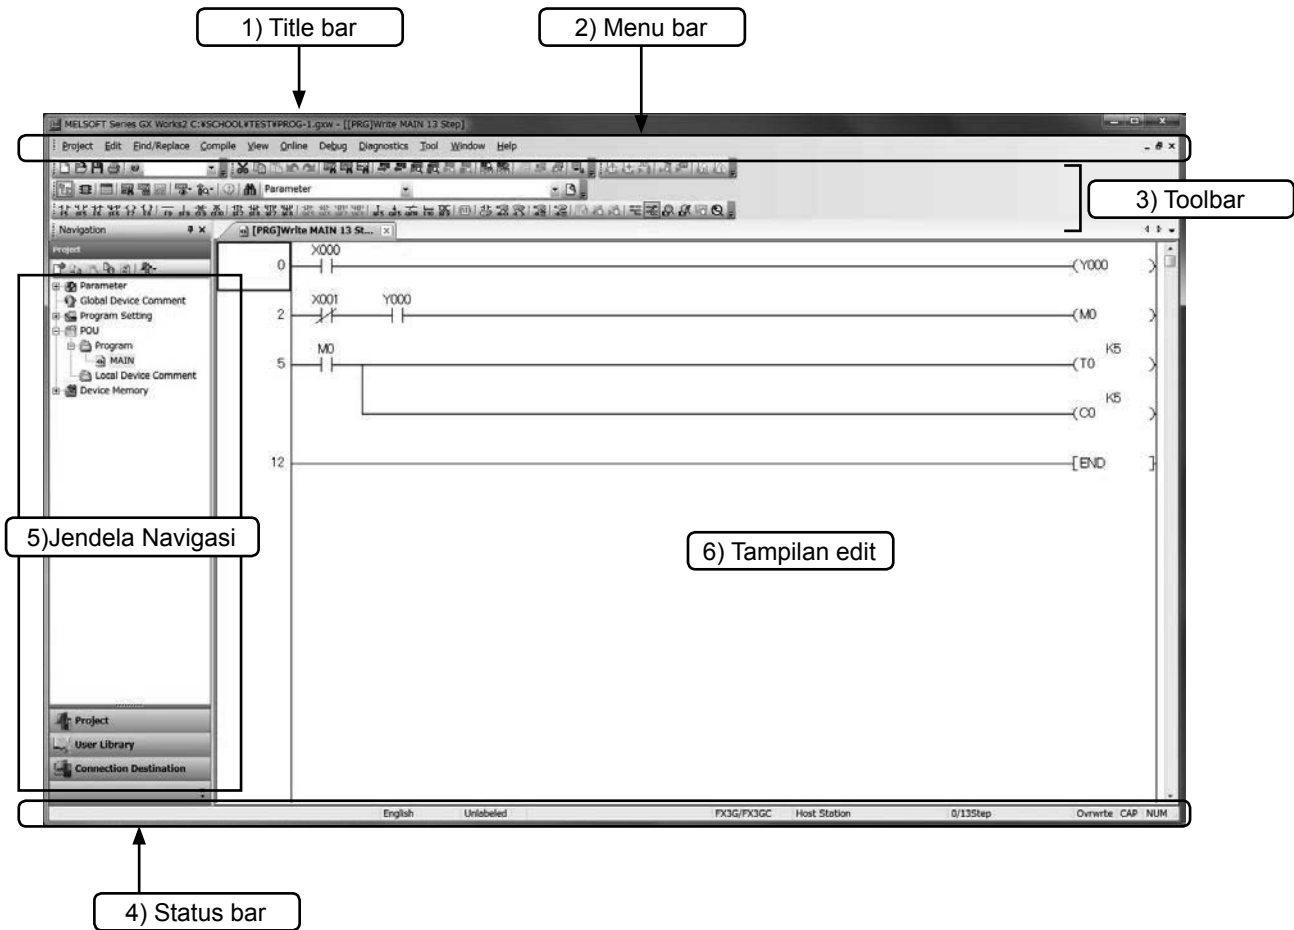 1) Title bar
2) Menu bar
MELSOFT Series GX Works2 C:¥SCHOOL¥TEST¥PROG-1.gxw - [[PRG]Write MAIN 13 Step]
Project Edit Find/Replace Compile View Online Debug Diagnostics Tool Window Help
Parameter
3) Toolbar
Navigation
[PRG]Write MAIN 13 St...
Project
Parameter
Global Device Comment
Program Setting
POU
Program
MAIN
Local Device Comment
Device Memory
X000
0
(Y000 )
X001 Y000
2
(M0 )
M0
K5
5
(T0 )
K5
(C0 )
12
[END ]
5)Jendela Navigasi
6) Tampilan edit
Project
User Library
Connection Destination
English Unlabeled FX3G/FX3GC Host Station 0/13Step Ovrwrte CAP NUM
4) Status bar